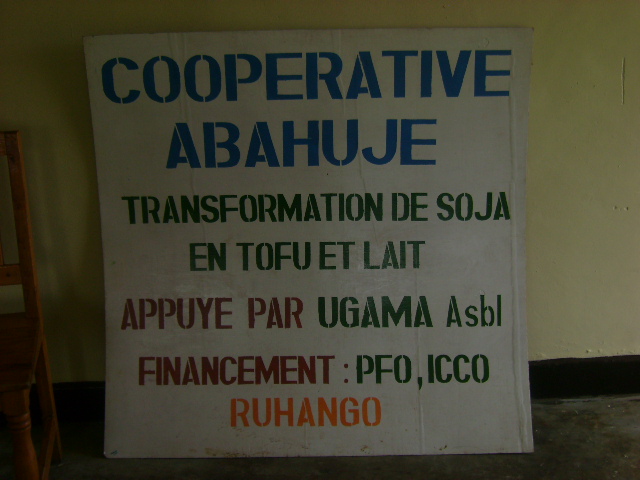 COOPERATIVE
ABAHUJE
TRANSFORMATION DE SOJA
EN TOFU ET LAIT
APPUYE PAR UGAMA Asbl
FINANCEMENT : PFO, ICCO
RUHANGO